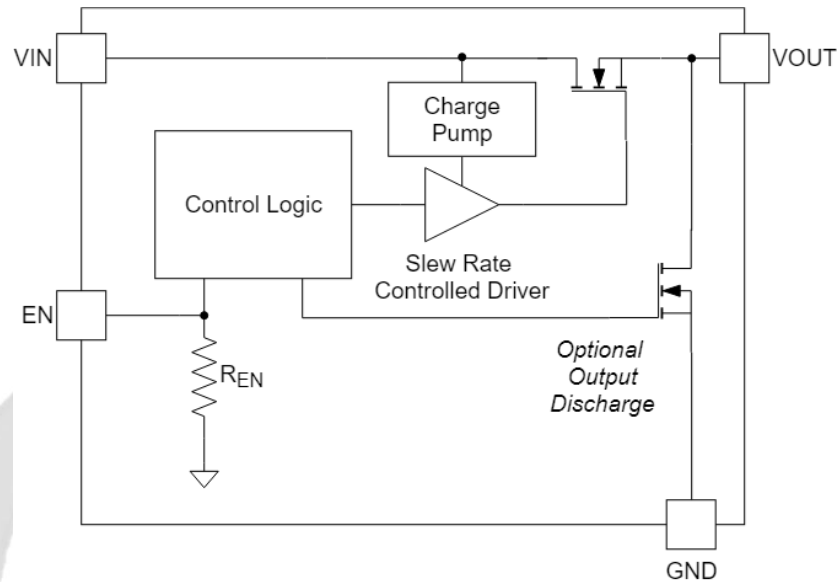 VIN
VOUT
Charge
Pump
Control Logic
Slew Rate
Controlled Driver
EN
REN
Optional
Output
Discharge
GND